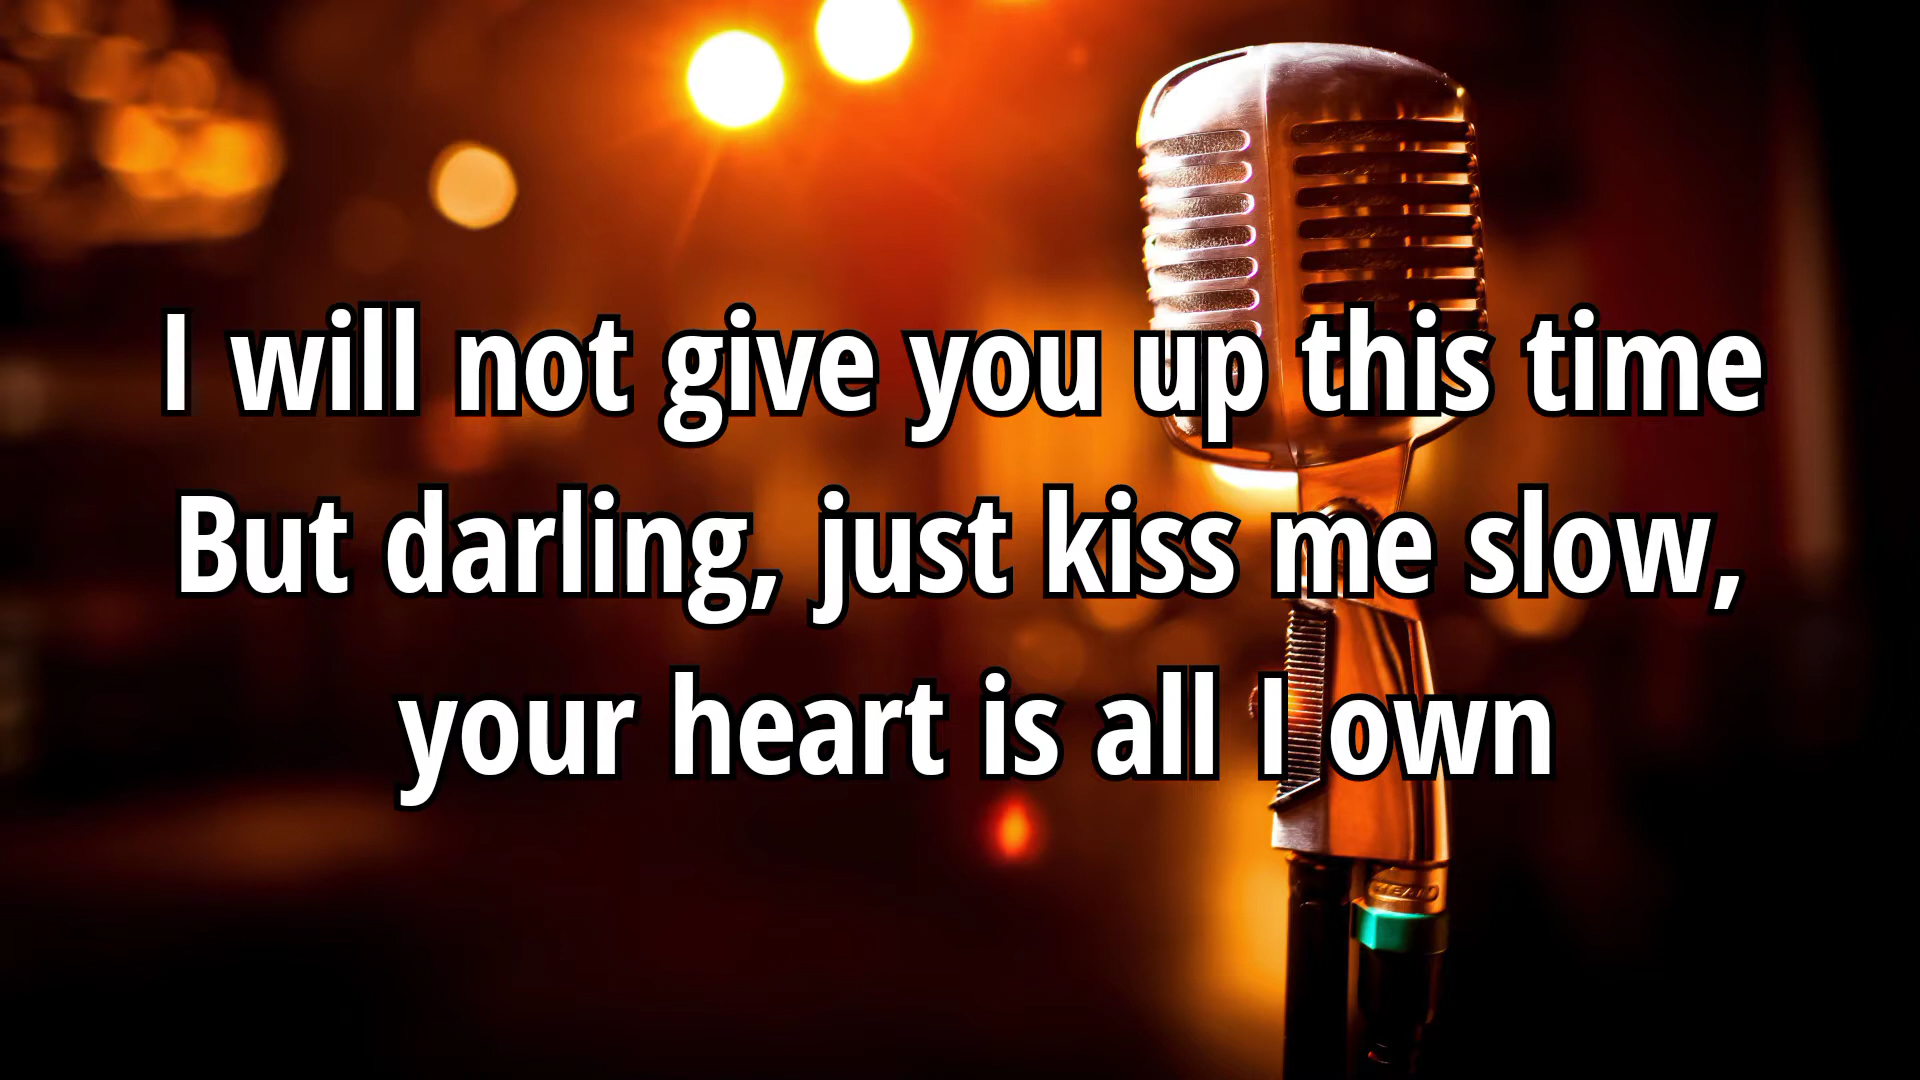 I will not give you up this time
But darling, just kiss me slow,
your heart is all I own